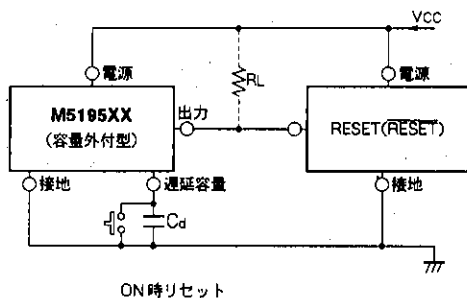 VCC
電源
RL
電源
M5195XX
(容量外付型)
出力
RESET(R̅E̅S̅E̅T̅)
接地
遅延容量
接地
Cd
ON時リセット